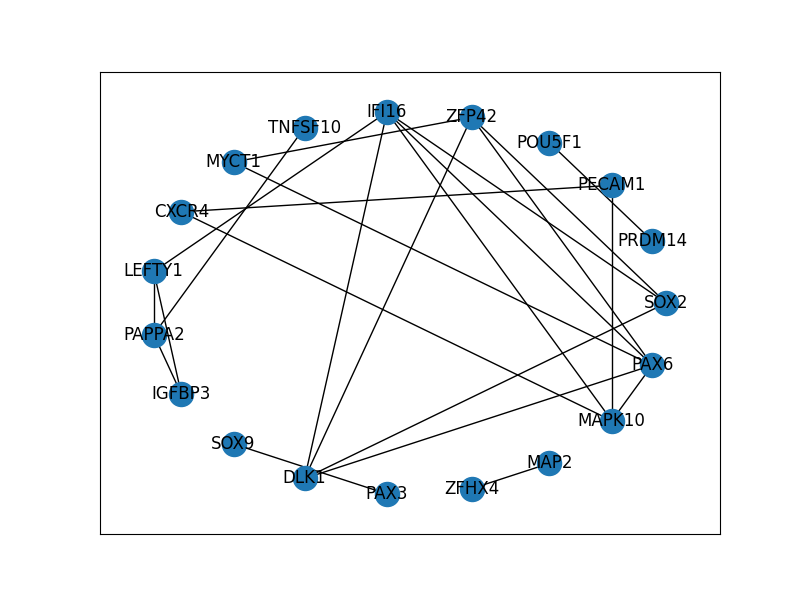 IFI16
ZFP42
TNFSF10
POU5F1
MYCT1
PECAM1
CXCR4
PRDM14
LEFTY1
SOX2
PAPPA2
PAX6
IGFBP3
MAPK10
SOX9
MAP2
DLK1
ZFHX4
PAX3